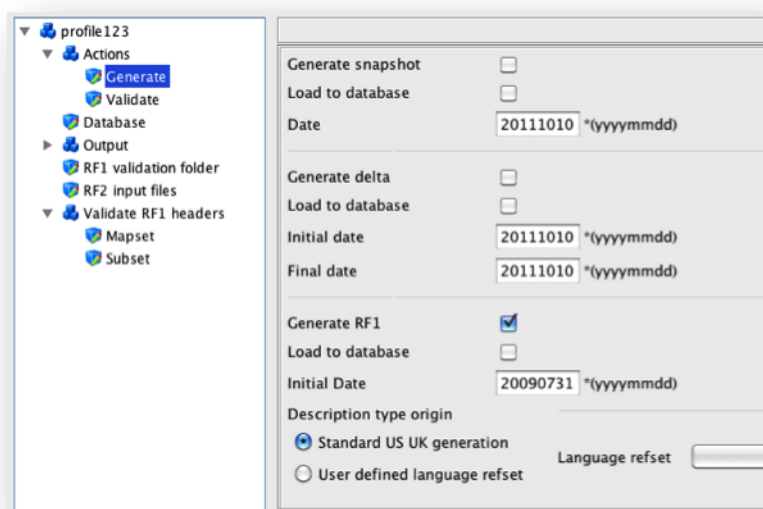 profile123
Actions
Generate
Validate
Database
Output
RF1 validation folder
RF2 input files
Validate RF1 headers
Mapset
Subset
Generate snapshot
Load to database
Date 20111010 *(yyyymmdd)
Generate delta
Load to database
Initial date 20111010 *(yyyymmdd)
Final date 20111010 *(yyyymmdd)
Generate RF1
Load to database
Initial Date 20090731 *(yyyymmdd)
Description type origin
Standard US UK generation
Language refset
User defined language refset